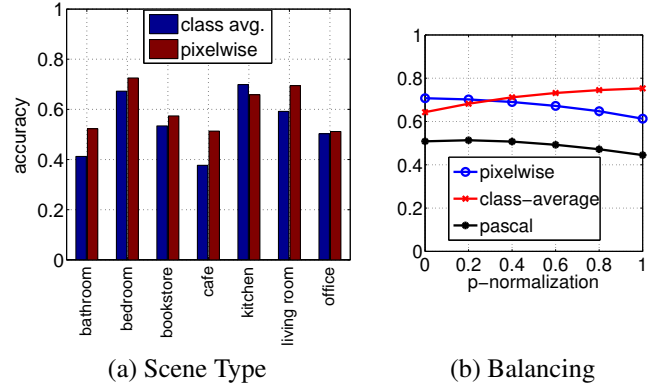 1
0.8
0.6
0.4
0.2
0
accuracy
class avg.
pixelwise
bathroom
bedroom
bookstore
cafe
kitchen
living room
office
(a) Scene Type
1
0.8
0.6
0.4
0.2
0
pixelwise
class-average
pascal
0 0.2 0.4 0.6 0.8 1
p-normalization
(b) Balancing